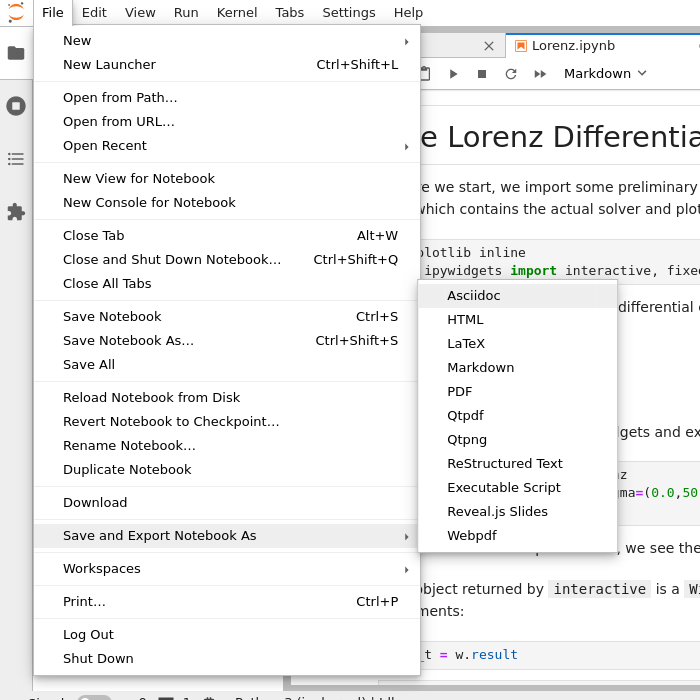 File Edit View Run Kernel Tabs Settings Help
New
New Launcher Ctrl+Shift+L
Open from Path…
Open from URL…
Open Recent
New View for Notebook
New Console for Notebook
Close Tab Alt+W
Close and Shut Down Notebook… Ctrl+Shift+Q
Close All Tabs
Save Notebook Ctrl+S
Save Notebook As… Ctrl+Shift+S
Save All
Reload Notebook from Disk
Revert Notebook to Checkpoint…
Rename Notebook…
Duplicate Notebook
Download
Save and Export Notebook As
Workspaces
Print… Ctrl+P
Log Out
Shut Down
Asciidoc
HTML
LaTeX
Markdown
PDF
Qtpdf
Qtpng
ReStructured Text
Executable Script
Reveal.js Slides
Webpdf
Lorenz.ipynb
Markdown
e Lorenz Differentia
re we start, we import some preliminary
which contains the actual solver and plot
plotlib inline
ipywidgets import interactive, fixe
differential
gets and ex
nz
ma=(0.0,50
, we see the
object returned by interactive is a W
ments:
t = w.result